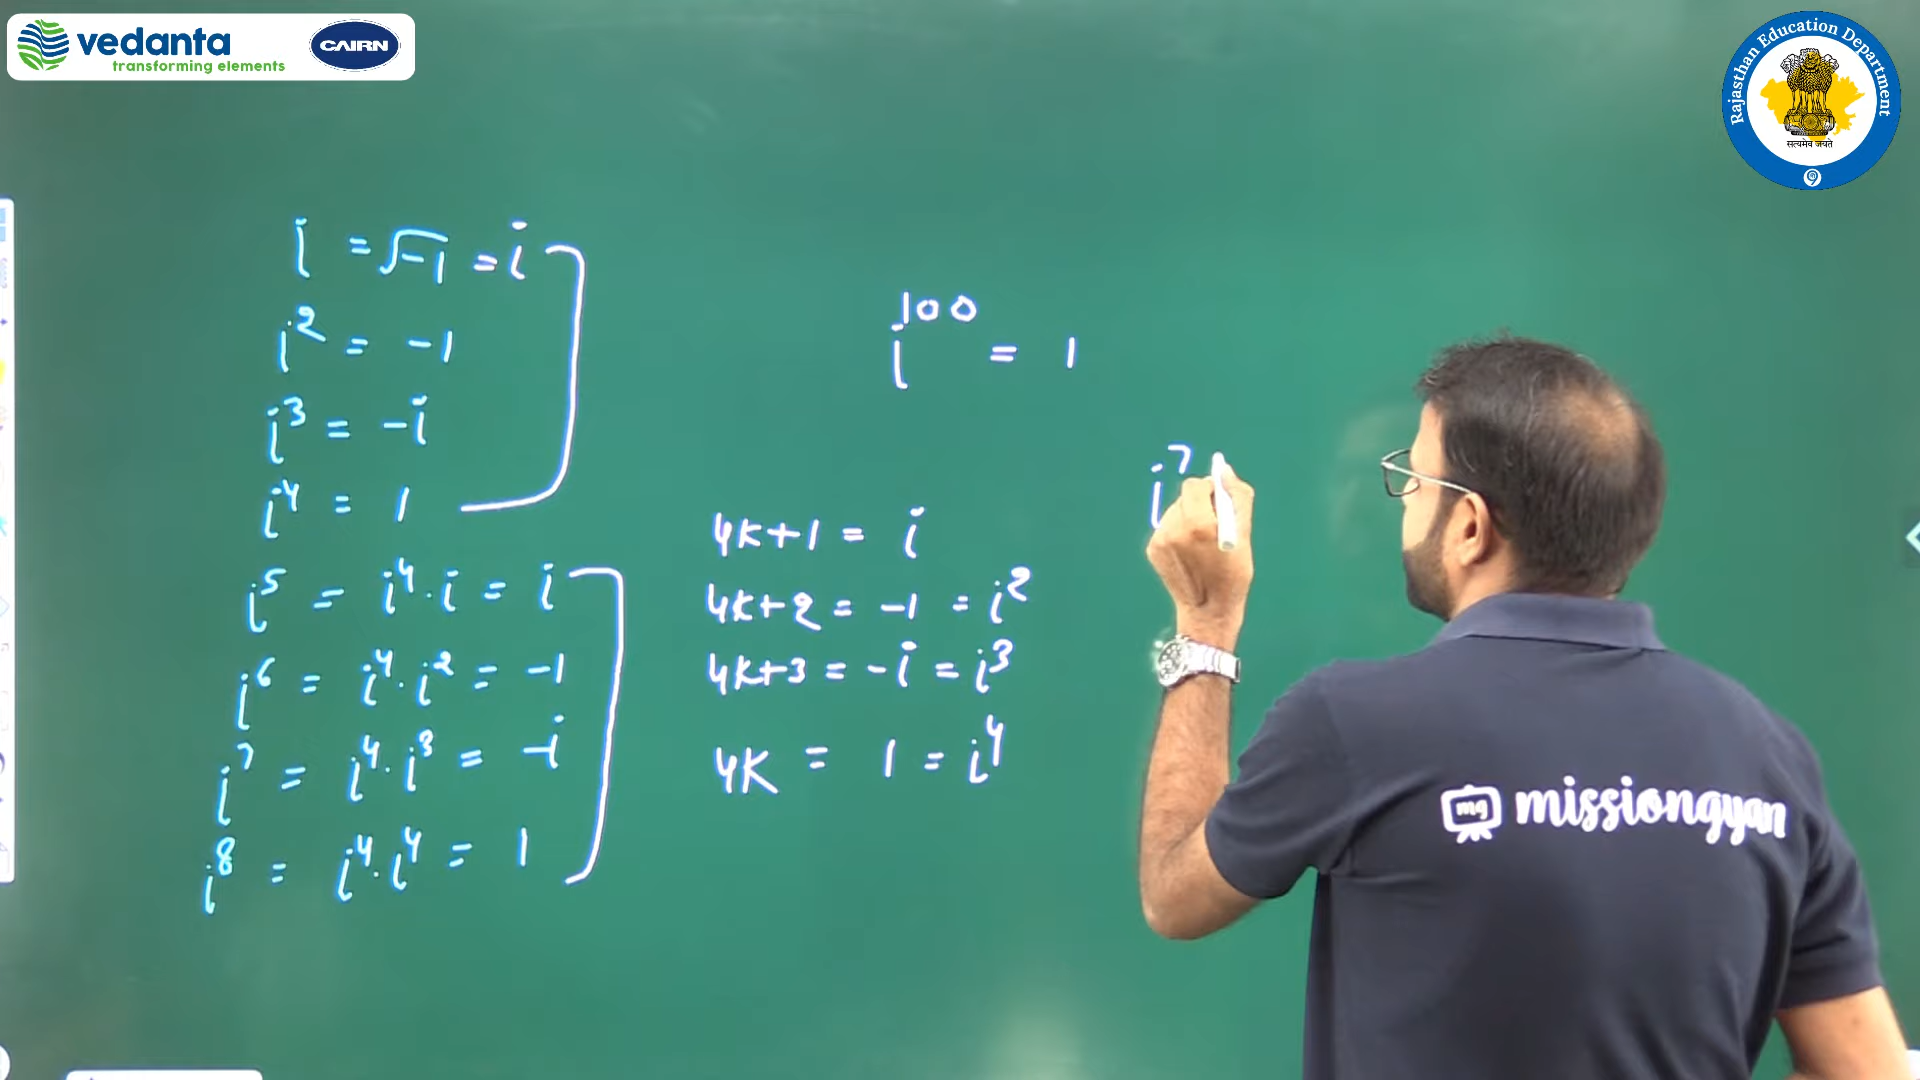 vedanta
transforming elements
CAIRN
Rajasthan Education Department
सत्यमेव जयते
i = √-1 = i
i² = -1
i³ = -i
i⁴ = 1
i⁵ = i⁴·i = i
i⁶ = i⁴·i² = -1
i⁷ = i⁴·i³ = -i
i⁸ = i⁴·i⁴ = 1
i¹⁰⁰ = 1
4K+1 = i
4K+2 = -1 = i²
4K+3 = -i = i³
4K = 1 = i⁴
i⁷
mg missiongyan